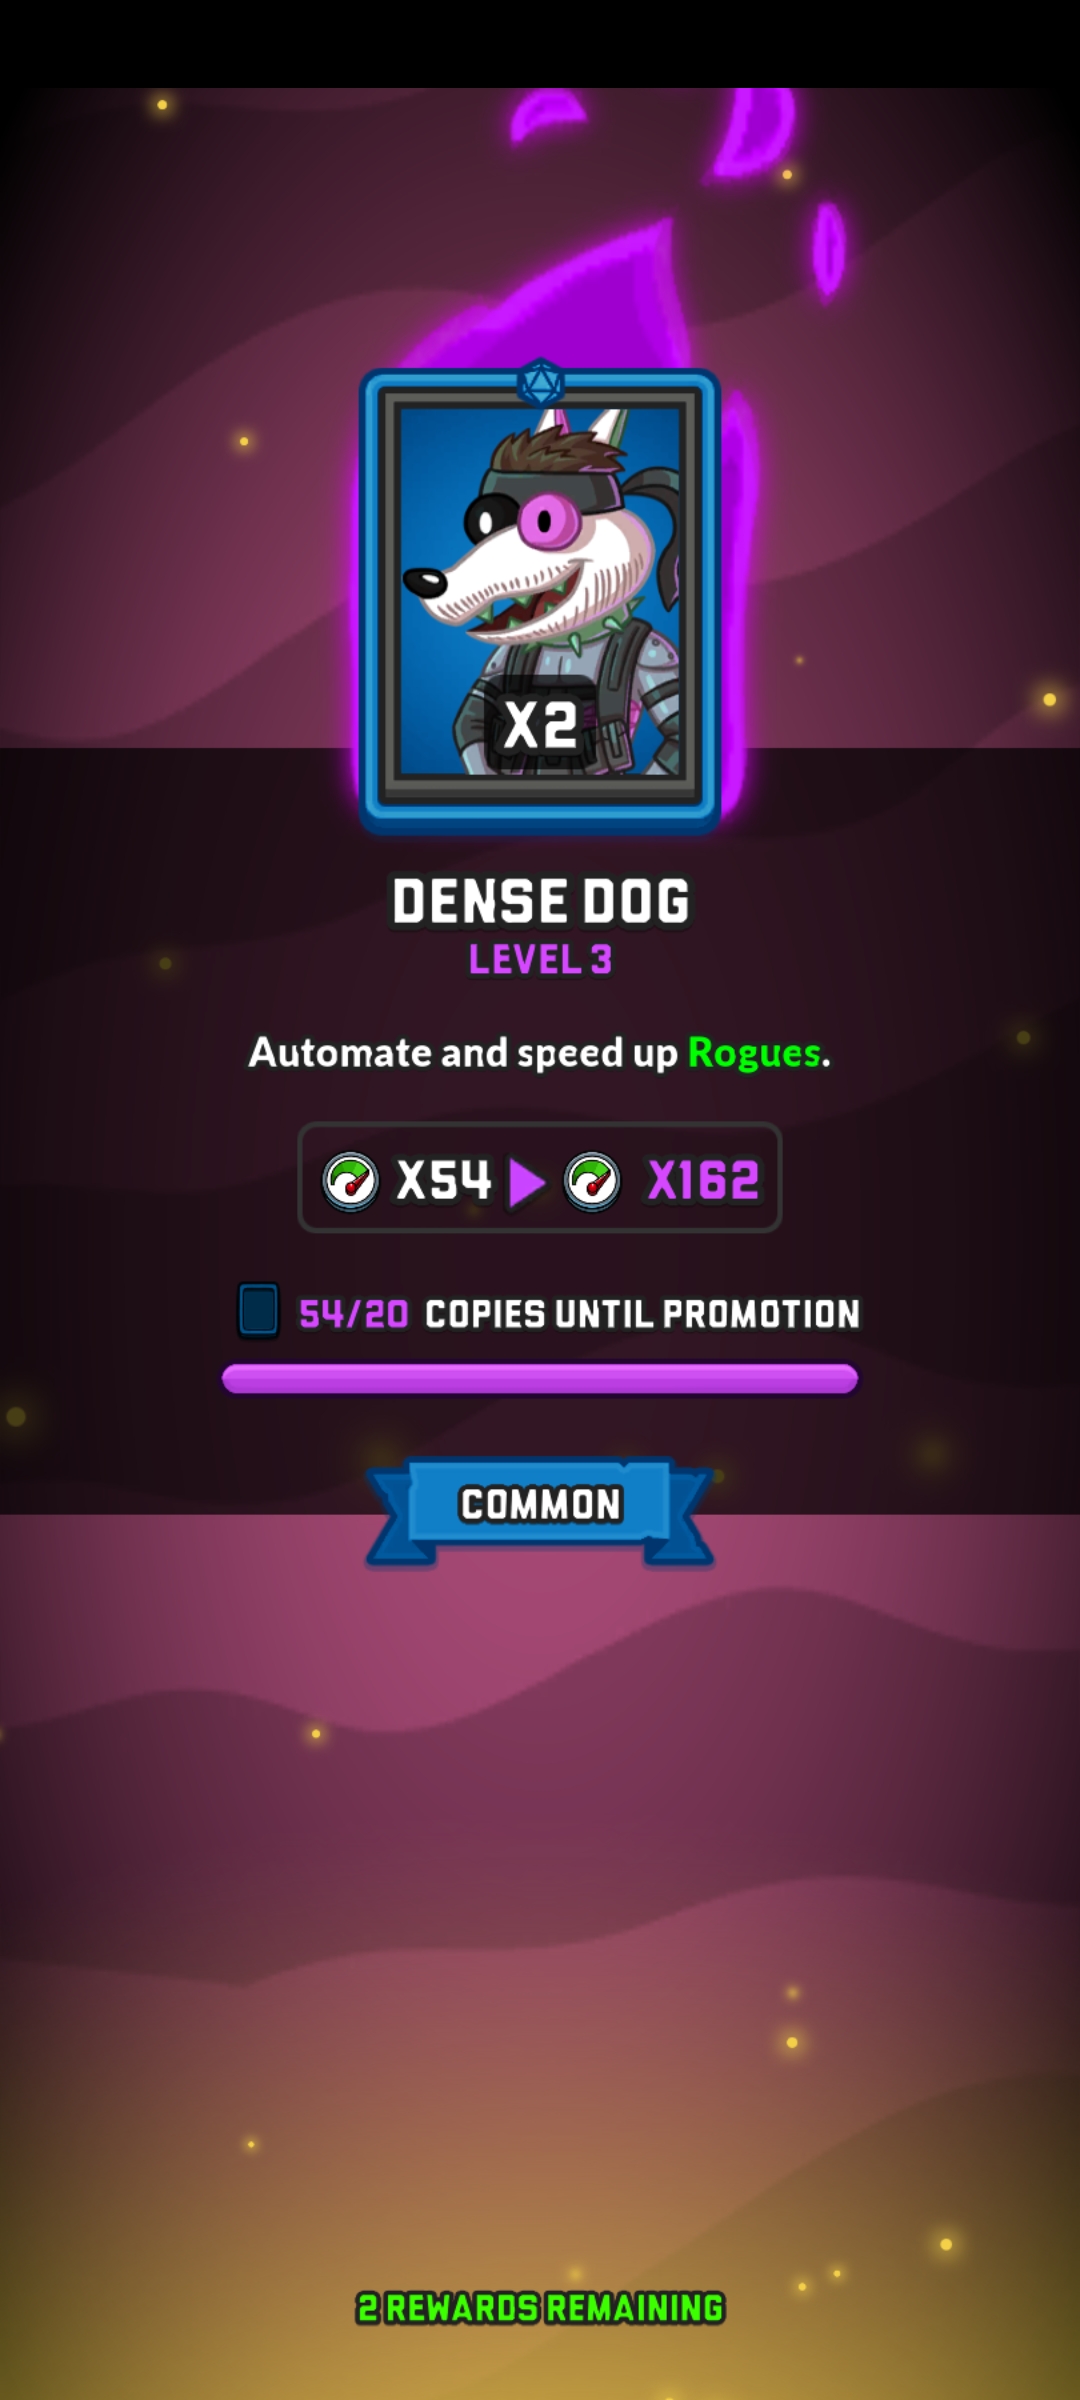 X2
DENSE DOG
LEVEL 3
Automate and speed up Rogues.
X54 X162
54/20 COPIES UNTIL PROMOTION
COMMON
2 REWARDS REMAINING